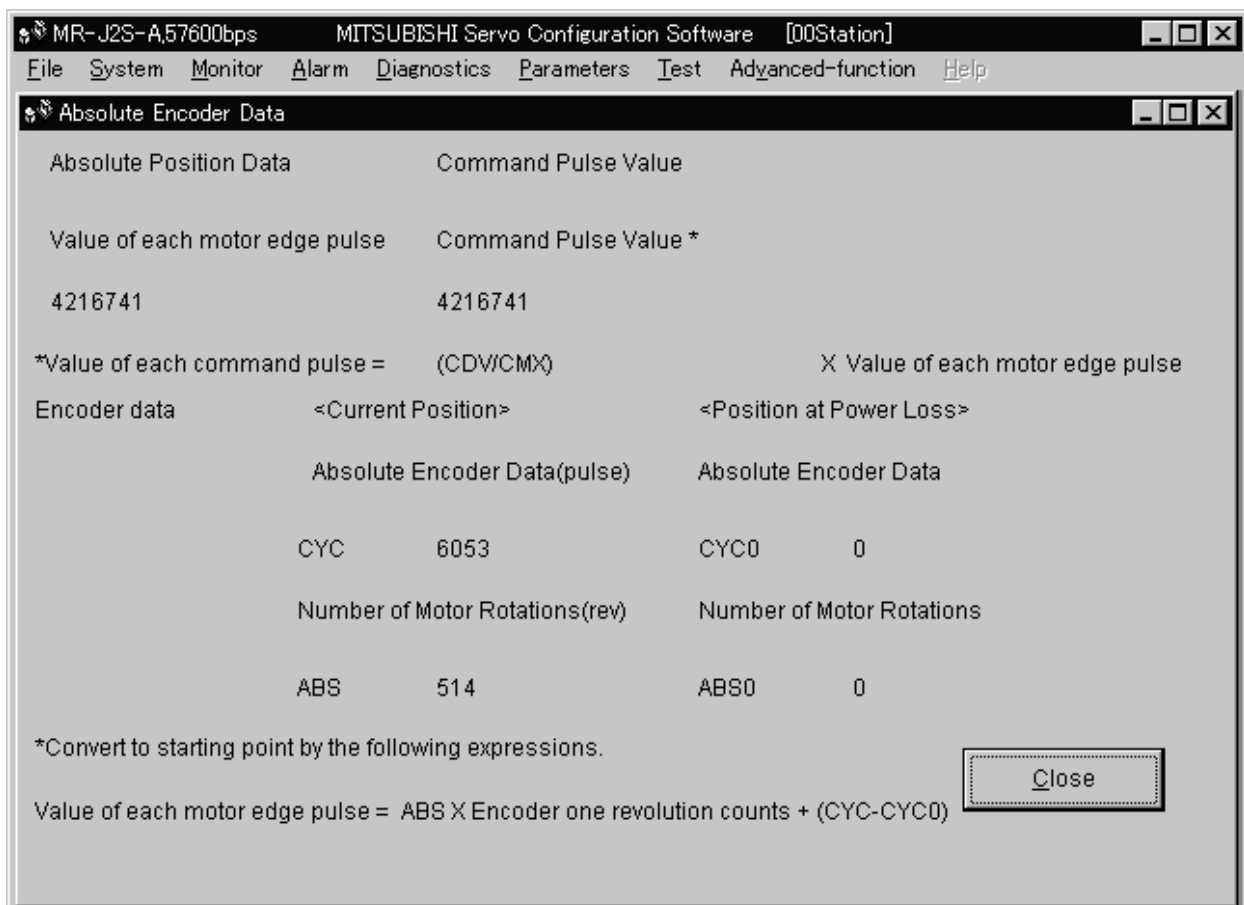 MR-J2S-A,57600bps MITSUBISHI Servo Configuration Software [00Station]
File System Monitor Alarm Diagnostics Parameters Test Advanced-function Help
Absolute Encoder Data
Absolute Position Data Command Pulse Value
Value of each motor edge pulse Command Pulse Value *
4216741 4216741
*Value of each command pulse = (CDV/CMX) X Value of each motor edge pulse
Encoder data <Current Position> <Position at Power Loss>
Absolute Encoder Data(pulse) Absolute Encoder Data
CYC 6053 CYC0 0
Number of Motor Rotations(rev) Number of Motor Rotations
ABS 514 ABS0 0
*Convert to starting point by the following expressions.
Close
Value of each motor edge pulse = ABS X Encoder one revolution counts + (CYC-CYC0)